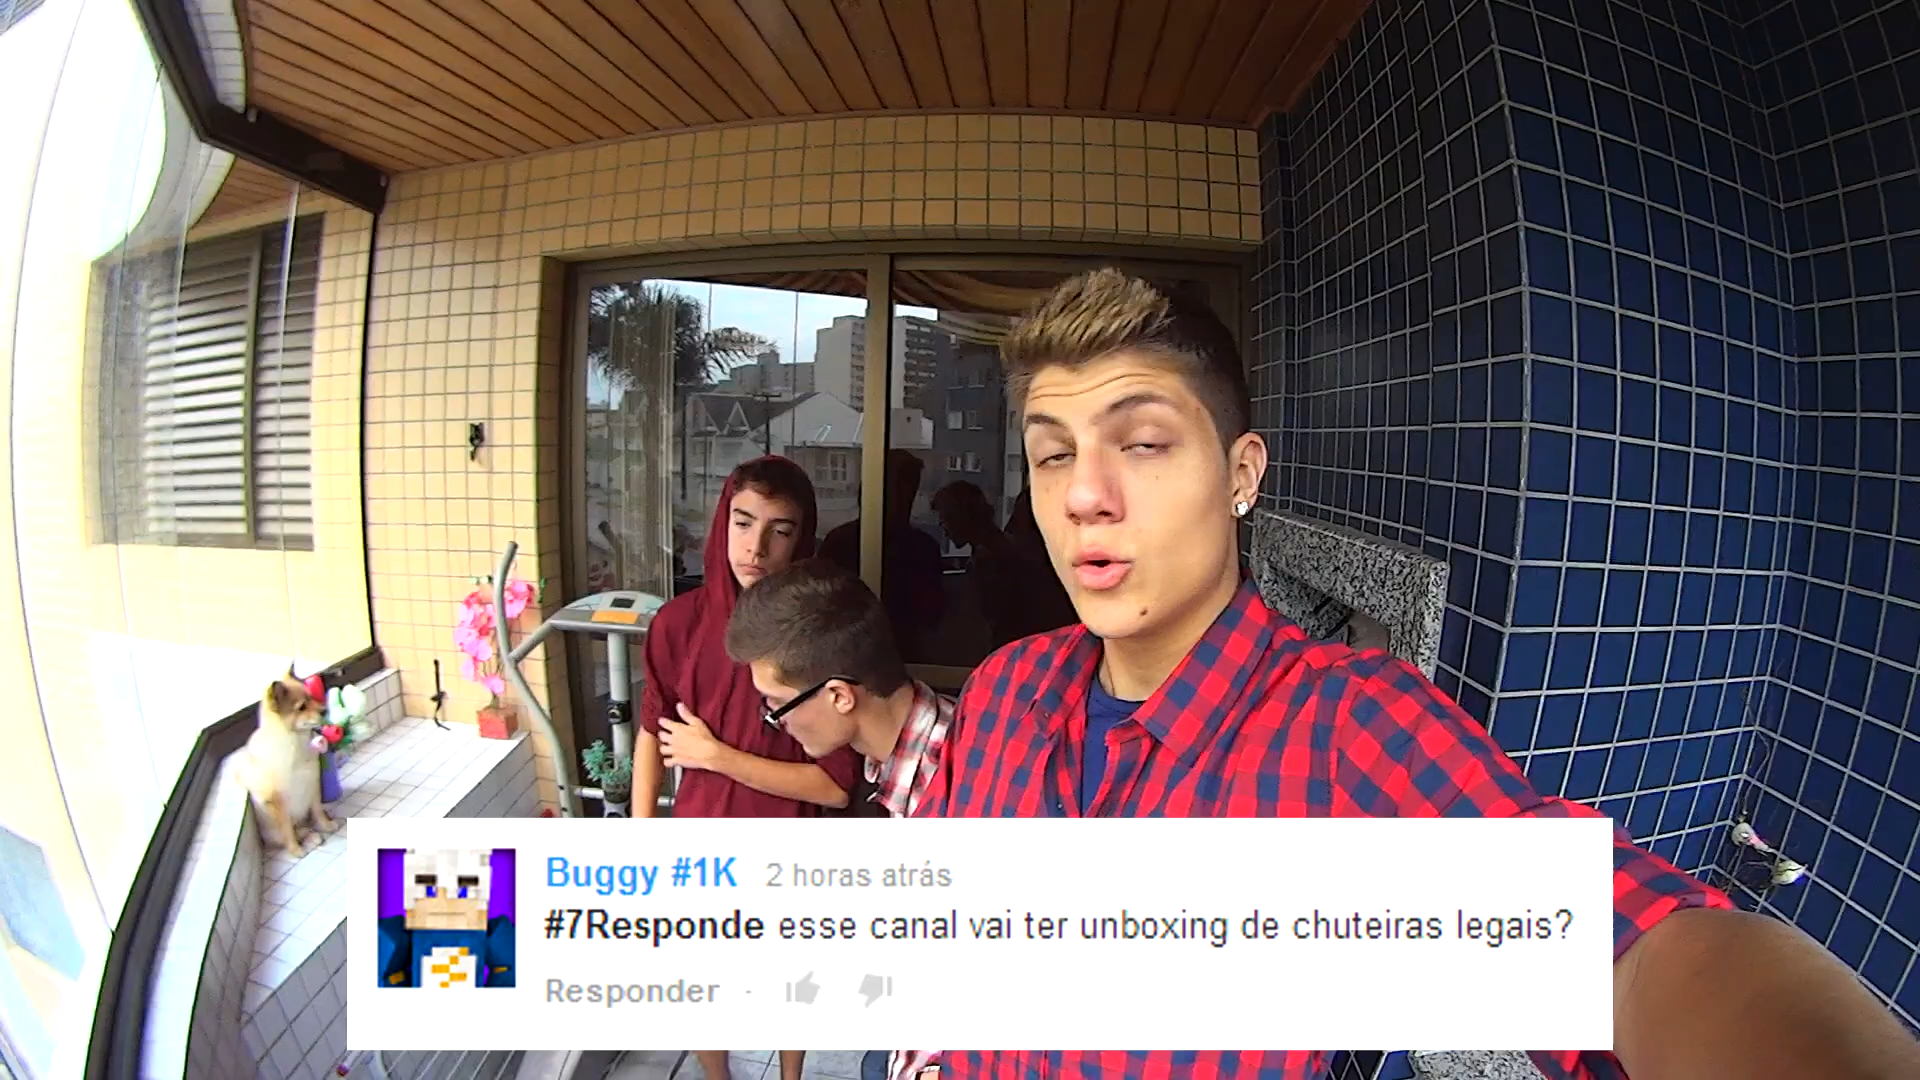 Buggy #1K 2 horas atrás
#7Responde esse canal vai ter unboxing de chuteiras legais?
Responder ·